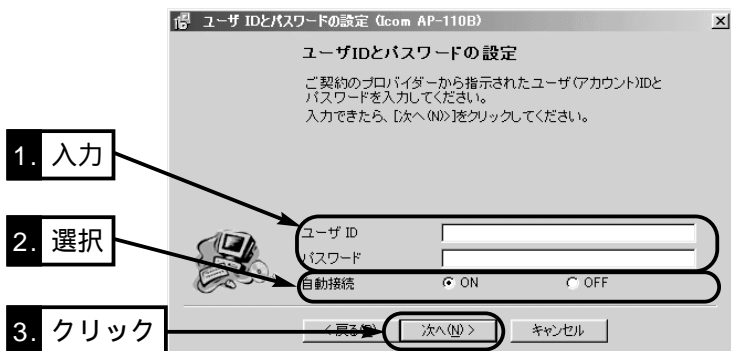 ユーザ IDとパスワードの設定 (Icom AP-110B)
ユーザIDとパスワードの設定
ご契約のプロバイダーから指示されたユーザ(アカウント)IDと
パスワードを入力してください。
入力できたら、[次へ(N)>]をクリックしてください。
1. 入力
ユーザ ID
2. 選択
パスワード
自動接続 ON OFF
3. クリック
< 戻る(B) 次へ(N) > キャンセル